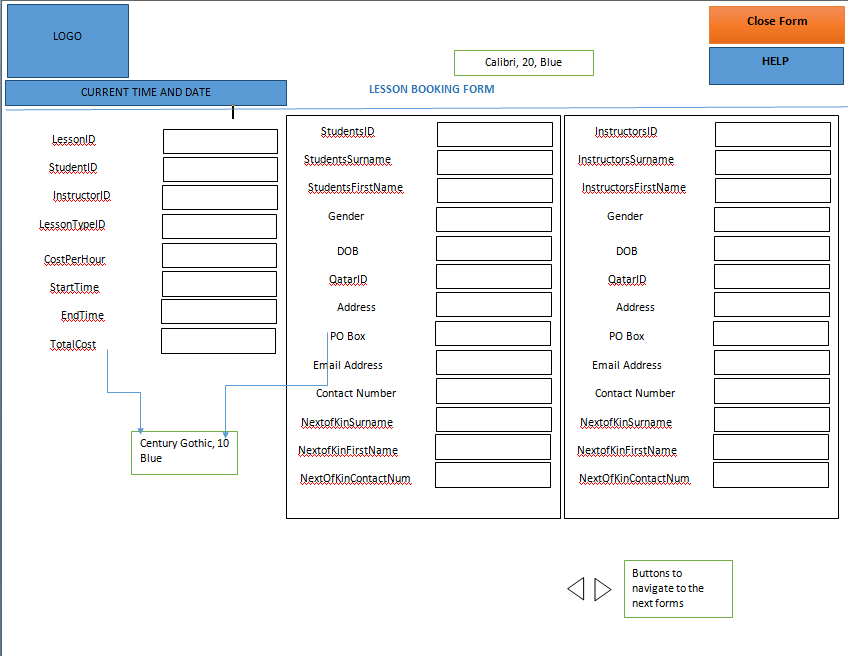 LOGO
Close Form
HELP
Calibri, 20, Blue
CURRENT TIME AND DATE
LESSON BOOKING FORM
LessonID
StudentID
InstructorID
LessonTypeID
CostPerHour
StartTime
EndTime
TotalCost
Century Gothic, 10
Blue
StudentsID
StudentsSurname
StudentsFirstName
Gender
DOB
QatarID
Address
PO Box
Email Address
Contact Number
NextofKinSurname
NextofKinFirstName
NextOfKinContactNum
InstructorsID
InstructorsSurname
InstructorsFirstName
Gender
DOB
QatarID
Address
PO Box
Email Address
Contact Number
NextofKinSurname
NextofKinFirstName
NextOfKinContactNum
Buttons to
navigate to the
next forms